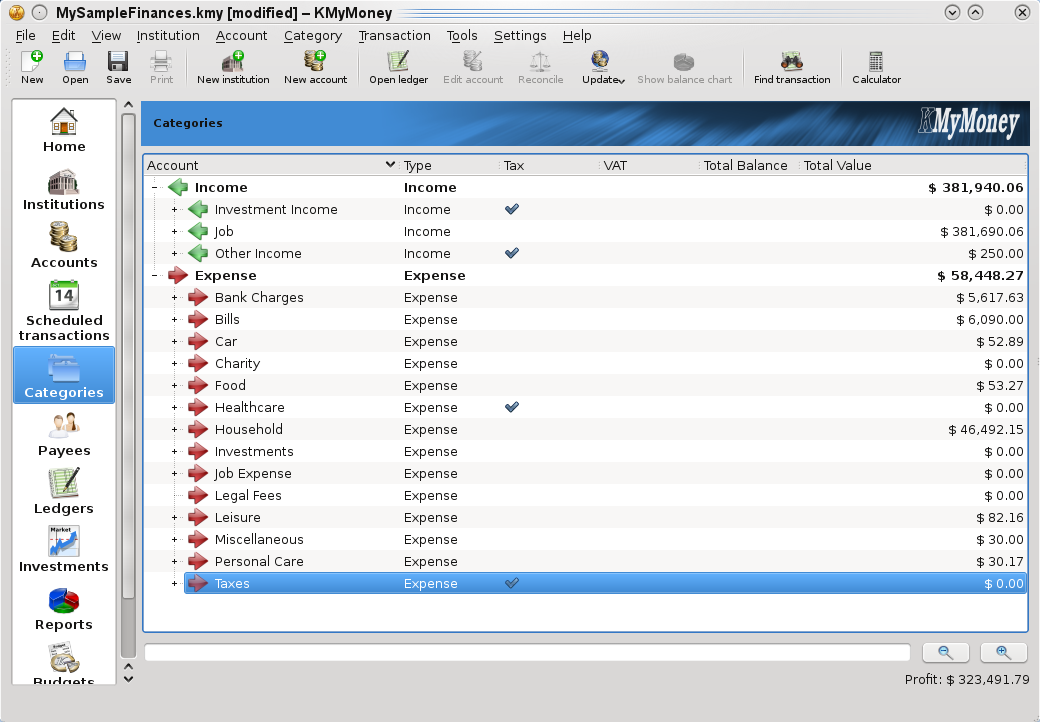 MySampleFinances.kmy [modified] – KMyMoney
File Edit View Institution Account Category Transaction Tools Settings Help
New Open Save Print New institution New account Open ledger Edit account Reconcile Update Show balance chart Find transaction Calculator
Home
Institutions
Accounts
14
Scheduled
transactions
Categories
Payees
Ledgers
Market
Investments
Reports
Budget
Budgets
Categories
KMyMoney
Account Type Tax VAT Total Balance Total Value
Income Income $ 381,940.06
Investment Income Income $ 0.00
Job Income $ 381,690.06
Other Income Income $ 250.00
Expense Expense $ 58,448.27
Bank Charges Expense $ 5,617.63
Bills Expense $ 6,090.00
Car Expense $ 52.89
Charity Expense $ 0.00
Food Expense $ 53.27
Healthcare Expense $ 0.00
Household Expense $ 46,492.15
Investments Expense $ 0.00
Job Expense Expense $ 0.00
Legal Fees Expense $ 0.00
Leisure Expense $ 82.16
Miscellaneous Expense $ 30.00
Personal Care Expense $ 30.17
Taxes Expense $ 0.00
Profit: $ 323,491.79